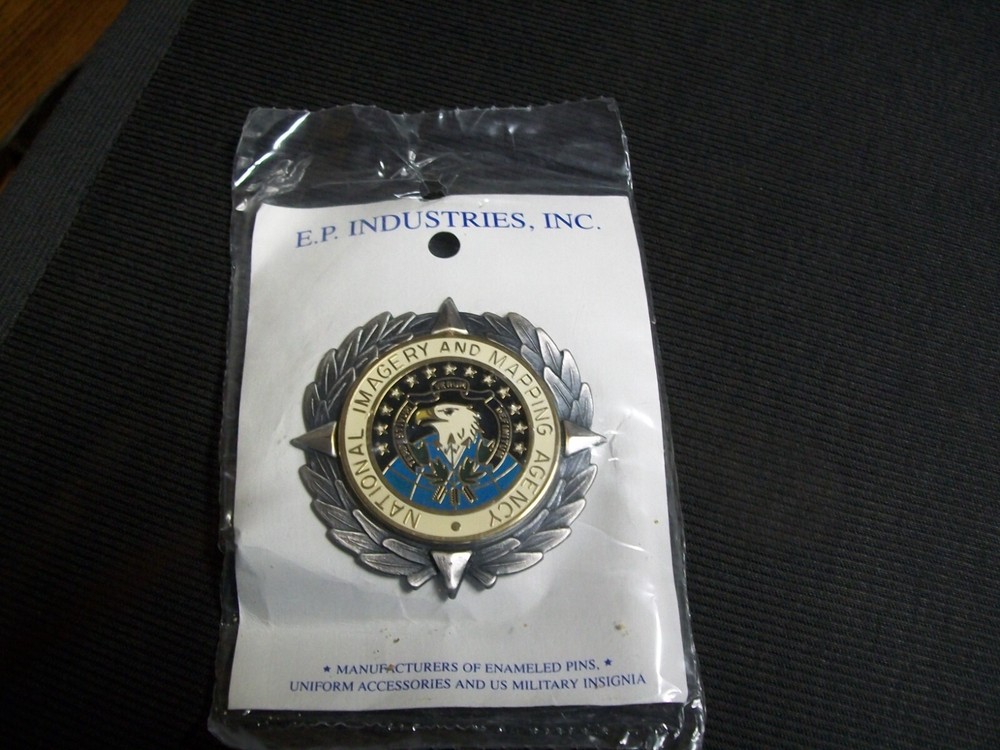 E.P. INDUSTRIES, INC.
NATIONAL IMAGERY AND MAPPING AGENCY
★ MANUFACTURERS OF ENAMELED PINS, ★
UNIFORM ACCESSORIES AND US MILITARY INSIGNIA